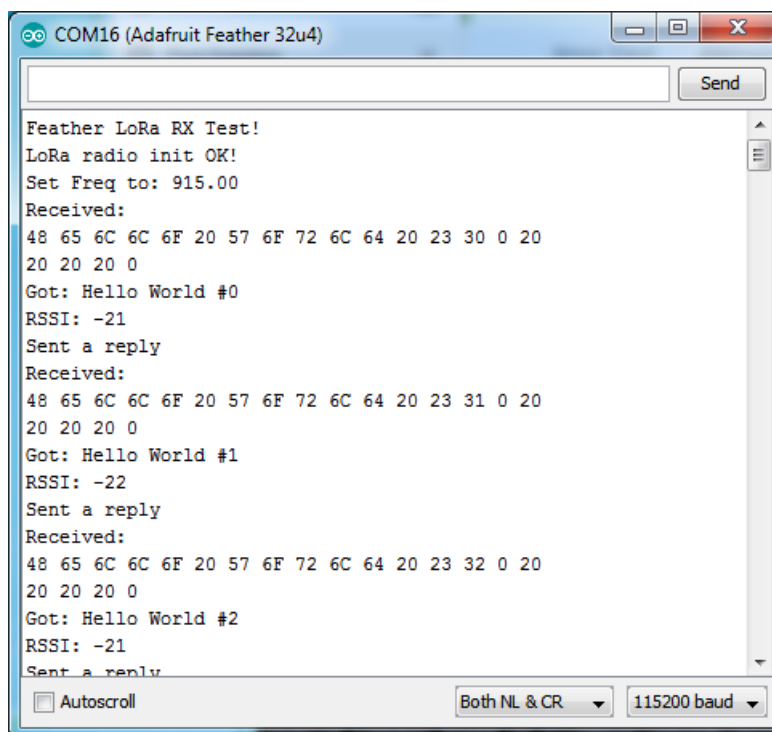 COM16 (Adafruit Feather 32u4)
Send
Feather LoRa RX Test!
LoRa radio init OK!
Set Freq to: 915.00
Received:
48 65 6C 6C 6F 20 57 6F 72 6C 64 20 23 30 0 20
20 20 20 0
Got: Hello World #0
RSSI: -21
Sent a reply
Received:
48 65 6C 6C 6F 20 57 6F 72 6C 64 20 23 31 0 20
20 20 20 0
Got: Hello World #1
RSSI: -22
Sent a reply
Received:
48 65 6C 6C 6F 20 57 6F 72 6C 64 20 23 32 0 20
20 20 20 0
Got: Hello World #2
RSSI: -21
Sent a reply
Autoscroll
Both NL & CR
115200 baud